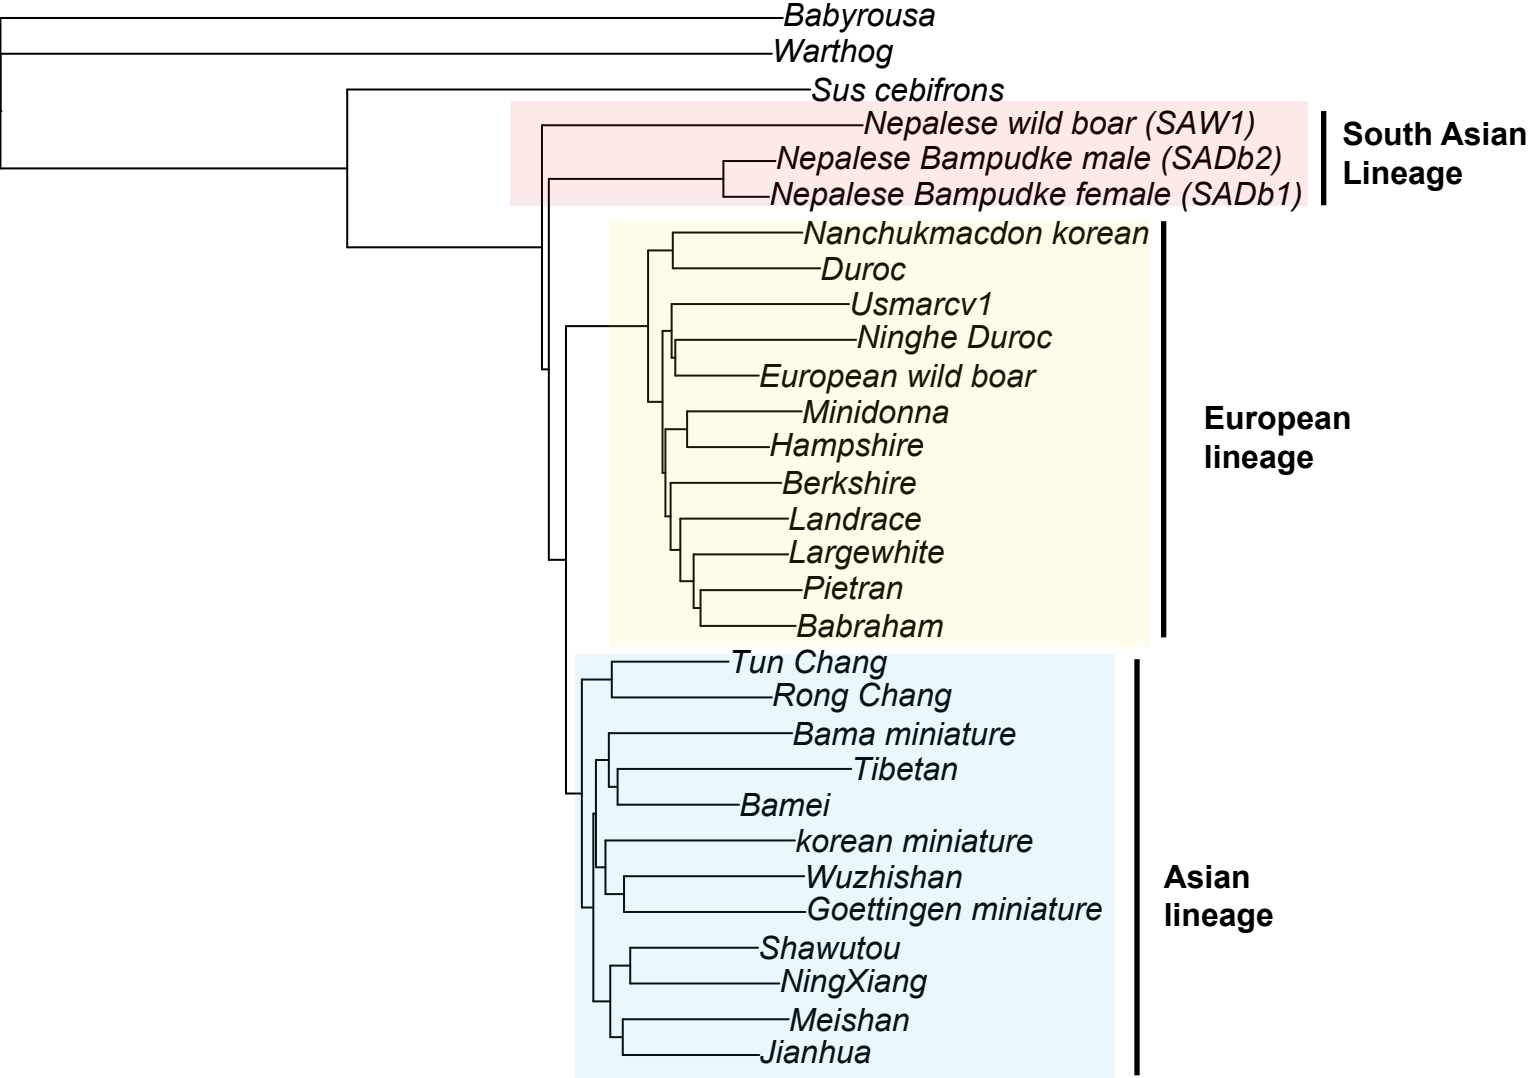 Babyrousa
Warthog
Sus cebifrons
Nepalese wild boar (SAW1)
Nepalese Bampudke male (SADb2)
Nepalese Bampudke female (SADb1)
South Asian
Lineage
Nanchukmacdon korean
Duroc
Usmarcv1
Ninghe Duroc
European wild boar
Minidonna
Hampshire
Berkshire
Landrace
Largewhite
Pietran
Babraham
European
lineage
Tun Chang
Rong Chang
Bama miniature
Tibetan
Bamei
korean miniature
Wuzhishan
Goettingen miniature
Shawutou
NingXiang
Meishan
Jianhua
Asian
lineage